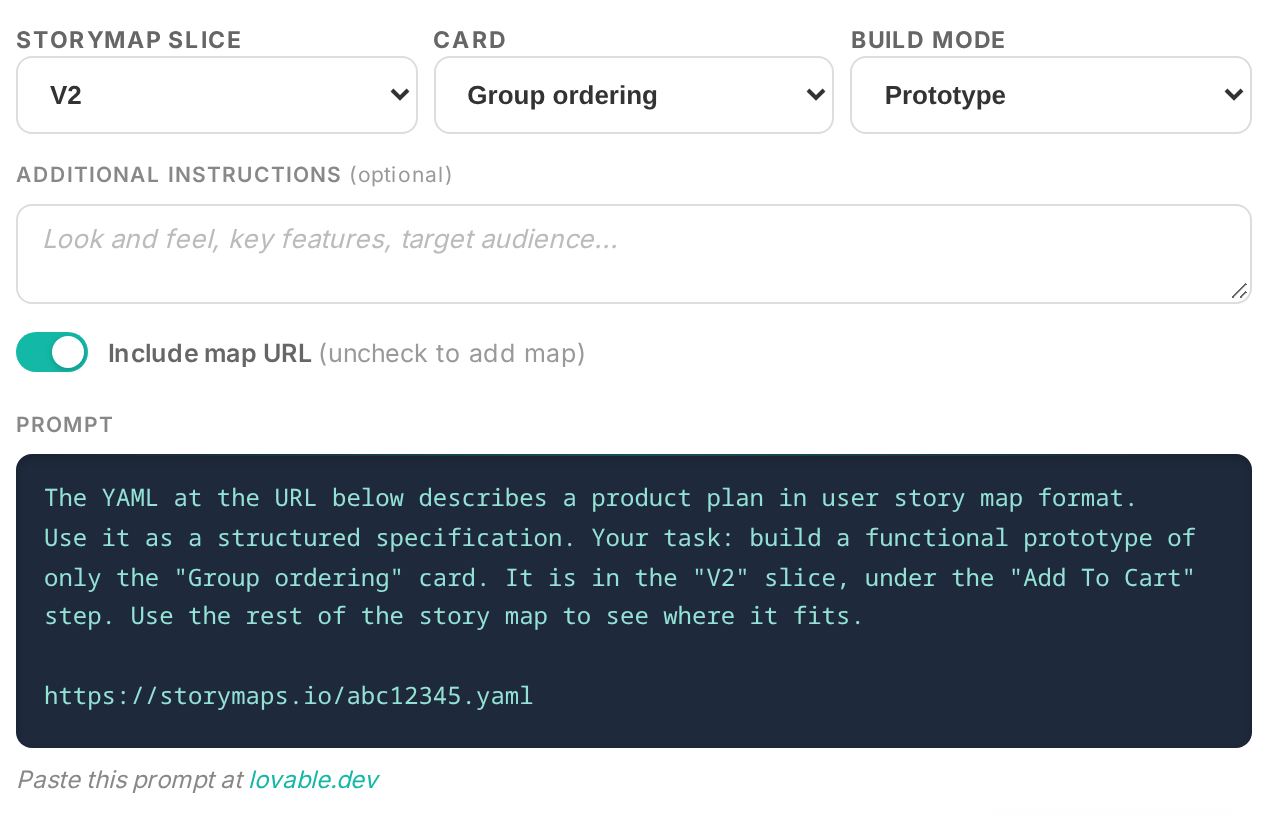 STORYMAP SLICE
CARD
BUILD MODE
V2
Group ordering
Prototype
ADDITIONAL INSTRUCTIONS (optional)
Look and feel, key features, target audience...
Include map URL (uncheck to add map)
PROMPT
The YAML at the URL below describes a product plan in user story map format.
Use it as a structured specification. Your task: build a functional prototype of
only the "Group ordering" card. It is in the "V2" slice, under the "Add To Cart"
step. Use the rest of the story map to see where it fits.
https://storymaps.io/abc12345.yaml
Paste this prompt at lovable.dev